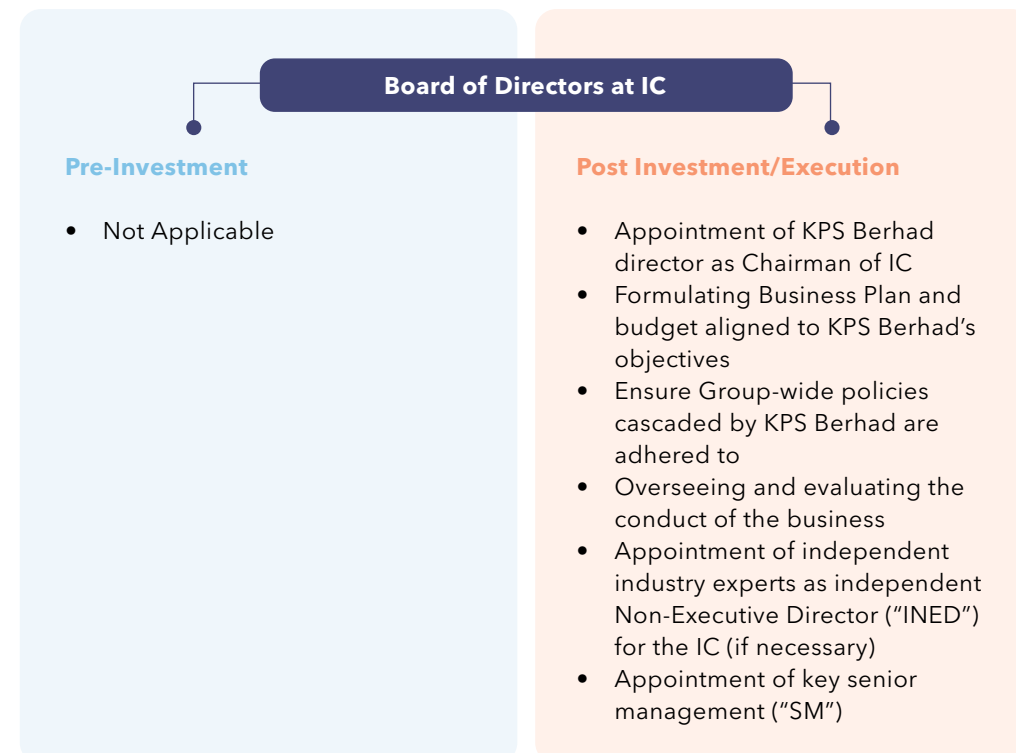 Board of Directors at IC
Pre-Investment
• Not Applicable
Post Investment/Execution
• Appointment of KPS Berhad
director as Chairman of IC
• Formulating Business Plan and
budget aligned to KPS Berhad’s
objectives
• Ensure Group-wide policies
cascaded by KPS Berhad are
adhered to
• Overseeing and evaluating the
conduct of the business
• Appointment of independent
industry experts as independent
Non-Executive Director (“INED”)
for the IC (if necessary)
• Appointment of key senior
management (“SM”)